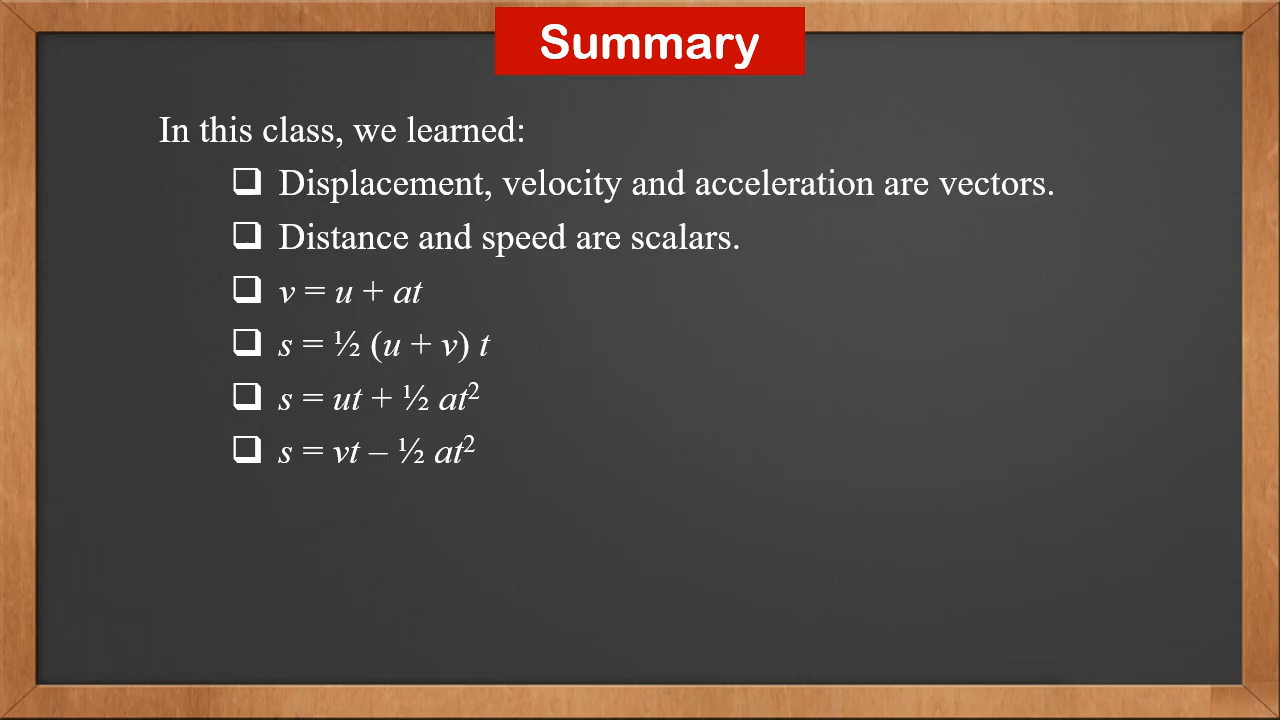 Summary
In this class, we learned:
❑ Displacement, velocity and acceleration are vectors.
❑ Distance and speed are scalars.
❑ v = u + at
❑ s = ½ (u + v) t
❑ s = ut + ½ at²
❑ s = vt – ½ at²